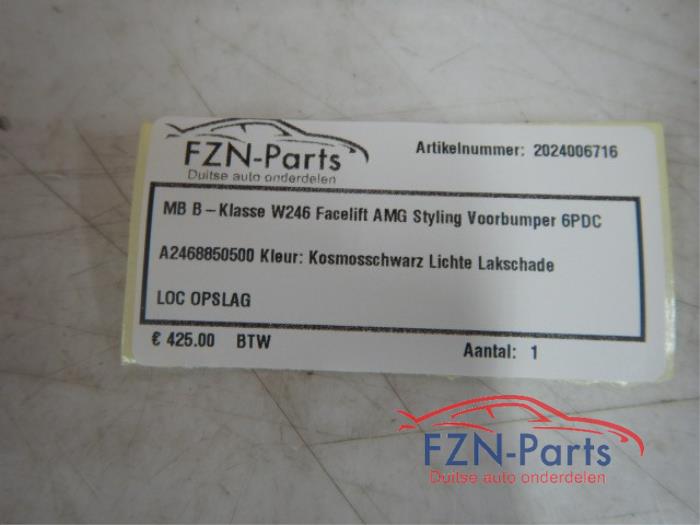 FZN-Parts
Duitse auto onderdelen
Artikelnummer: 2024006716
MB B-Klasse W246 Facelift AMG Styling Voorbumper 6PDC
A2468850500 Kleur: Kosmosschwarz Lichte Lakschade
LOC OPSLAG
€ 425.00 BTW
Aantal: 1
FZN-Parts
Duitse auto onderdelen